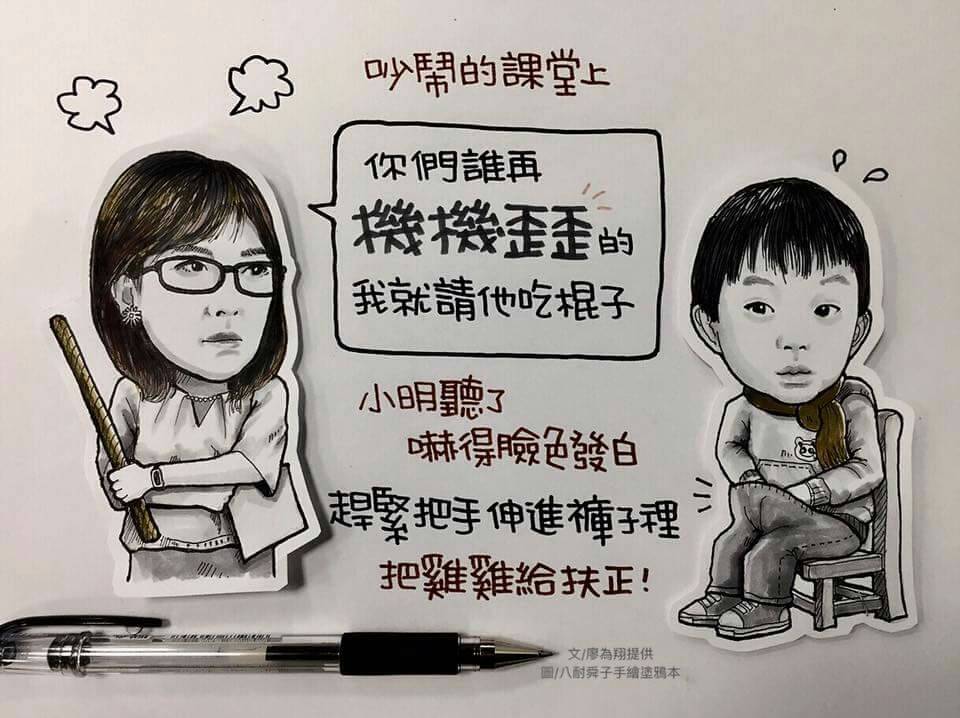 吵鬧的課堂上
你們誰再
機機歪歪的
我就請他吃棍子
小明聽了
嚇得臉色發白
趕緊把手伸進褲子裡
把雞雞給扶正!
文/廖為翔提供
圖/八耐舜子手繪塗鴉本